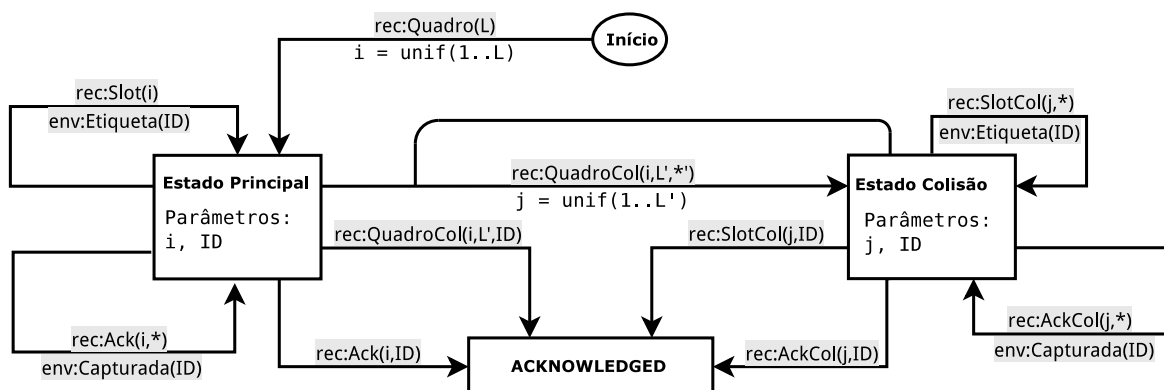 rec:Quadro(L)
i = unif(1..L)
Início
rec:Slot(i)
env:Etiqueta(ID)
rec:SlotCol(j,*)
env:Etiqueta(ID)
Estado Principal
Parâmetros:
i, ID
rec:QuadroCol(i,L',*')
j = unif(1..L')
Estado Colisão
Parâmetros:
j, ID
rec:QuadroCol(i,L',ID)
rec:SlotCol(j,ID)
rec:Ack(i,*)
env:Capturada(ID)
rec:Ack(i,ID)
ACKNOWLEDGED
rec:AckCol(j,ID)
rec:AckCol(j,*)
env:Capturada(ID)